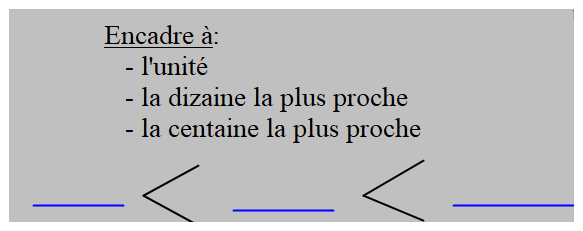 Encadre à:
- l'unité
- la dizaine la plus proche
- la centaine la plus proche